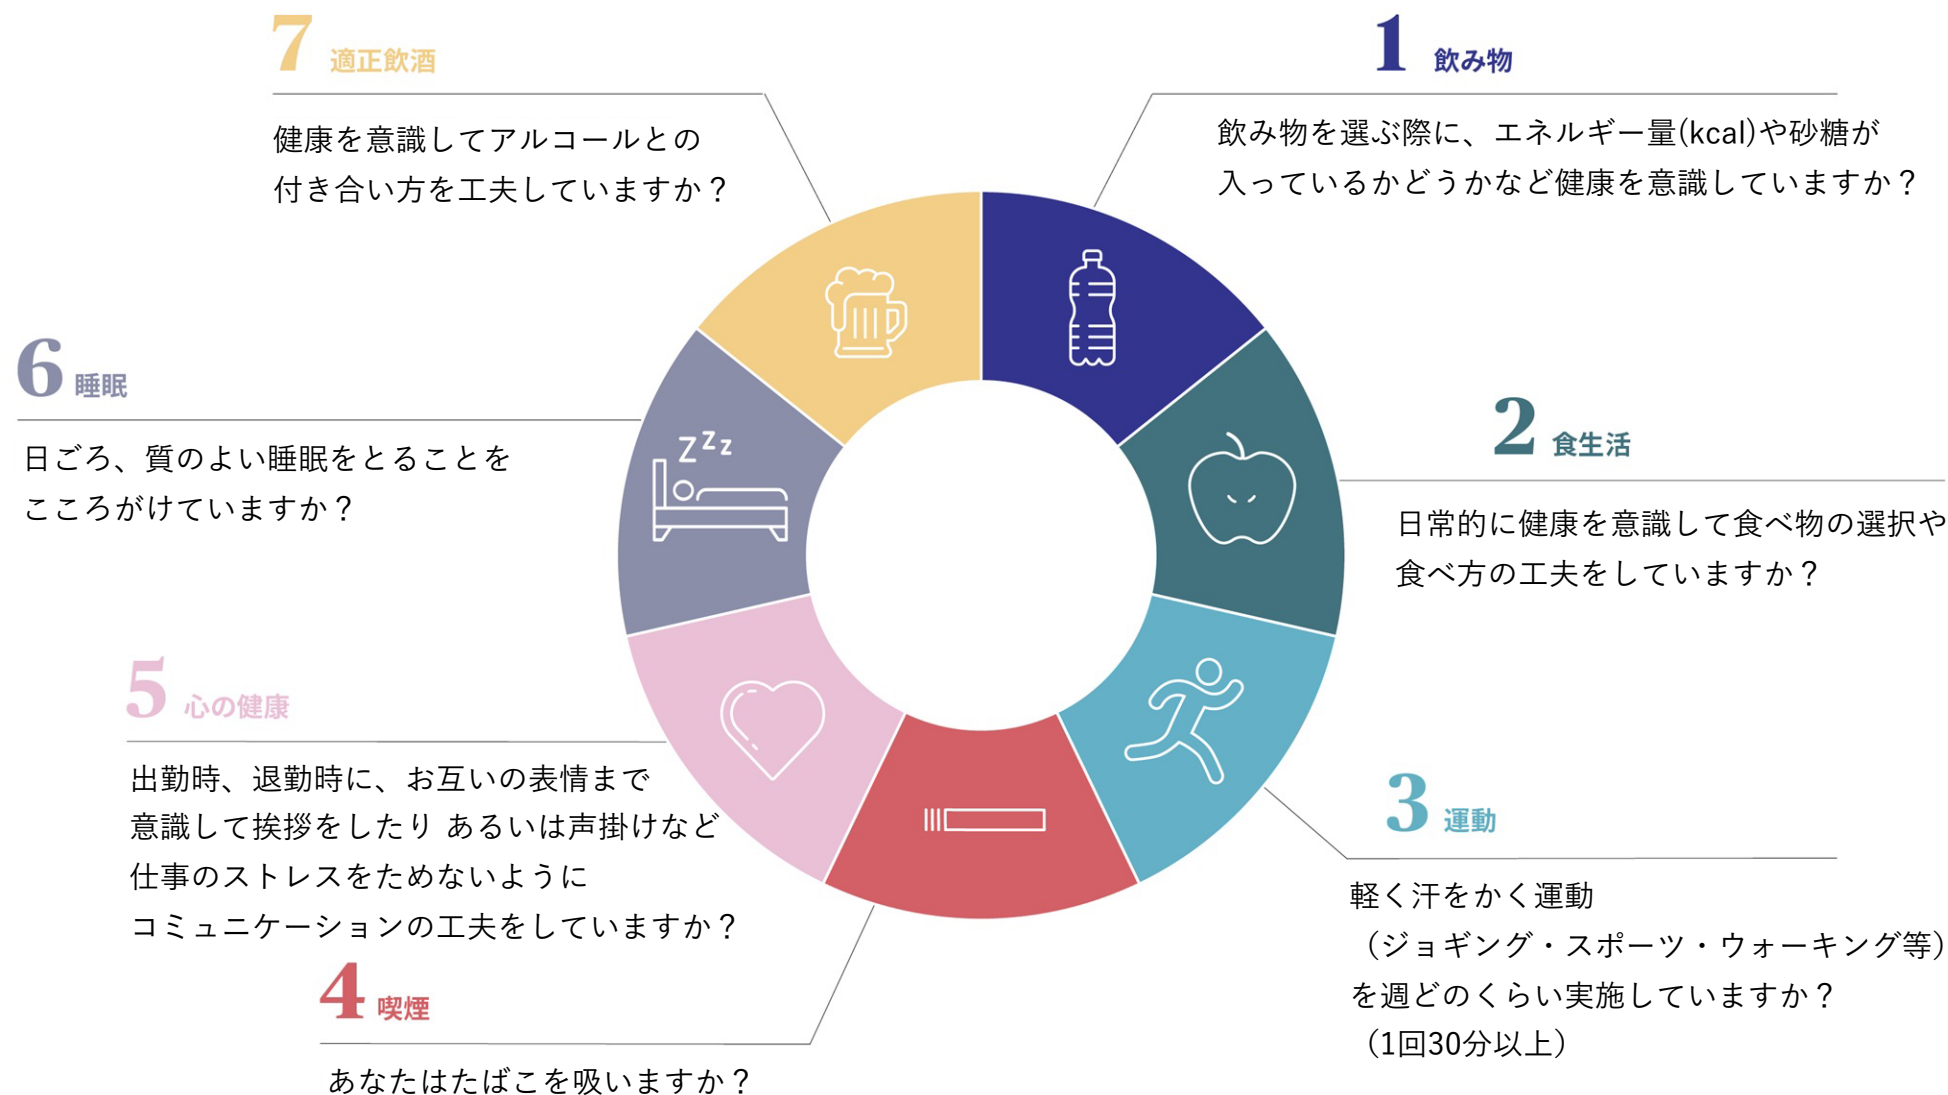 1 飲み物
飲み物を選ぶ際に、エネルギー量(kcal)や砂糖が
入っているかどうかなど健康を意識していますか？
2 食生活
日常的に健康を意識して食べ物の選択や
食べ方の工夫をしていますか？
3 運動
軽く汗をかく運動
（ジョギング・スポーツ・ウォーキング等）
を週どのくらい実施していますか？
（1回30分以上）
4 喫煙
あなたはたばこを吸いますか？
5 心の健康
出勤時、退勤時に、お互いの表情まで
意識して挨拶をしたり あるいは声掛けなど
仕事のストレスをためないように
コミュニケーションの工夫をしていますか？
6 睡眠
日ごろ、質のよい睡眠をとることを
こころがけていますか？
7 適正飲酒
健康を意識してアルコールとの
付き合い方を工夫していますか？
ZZZ